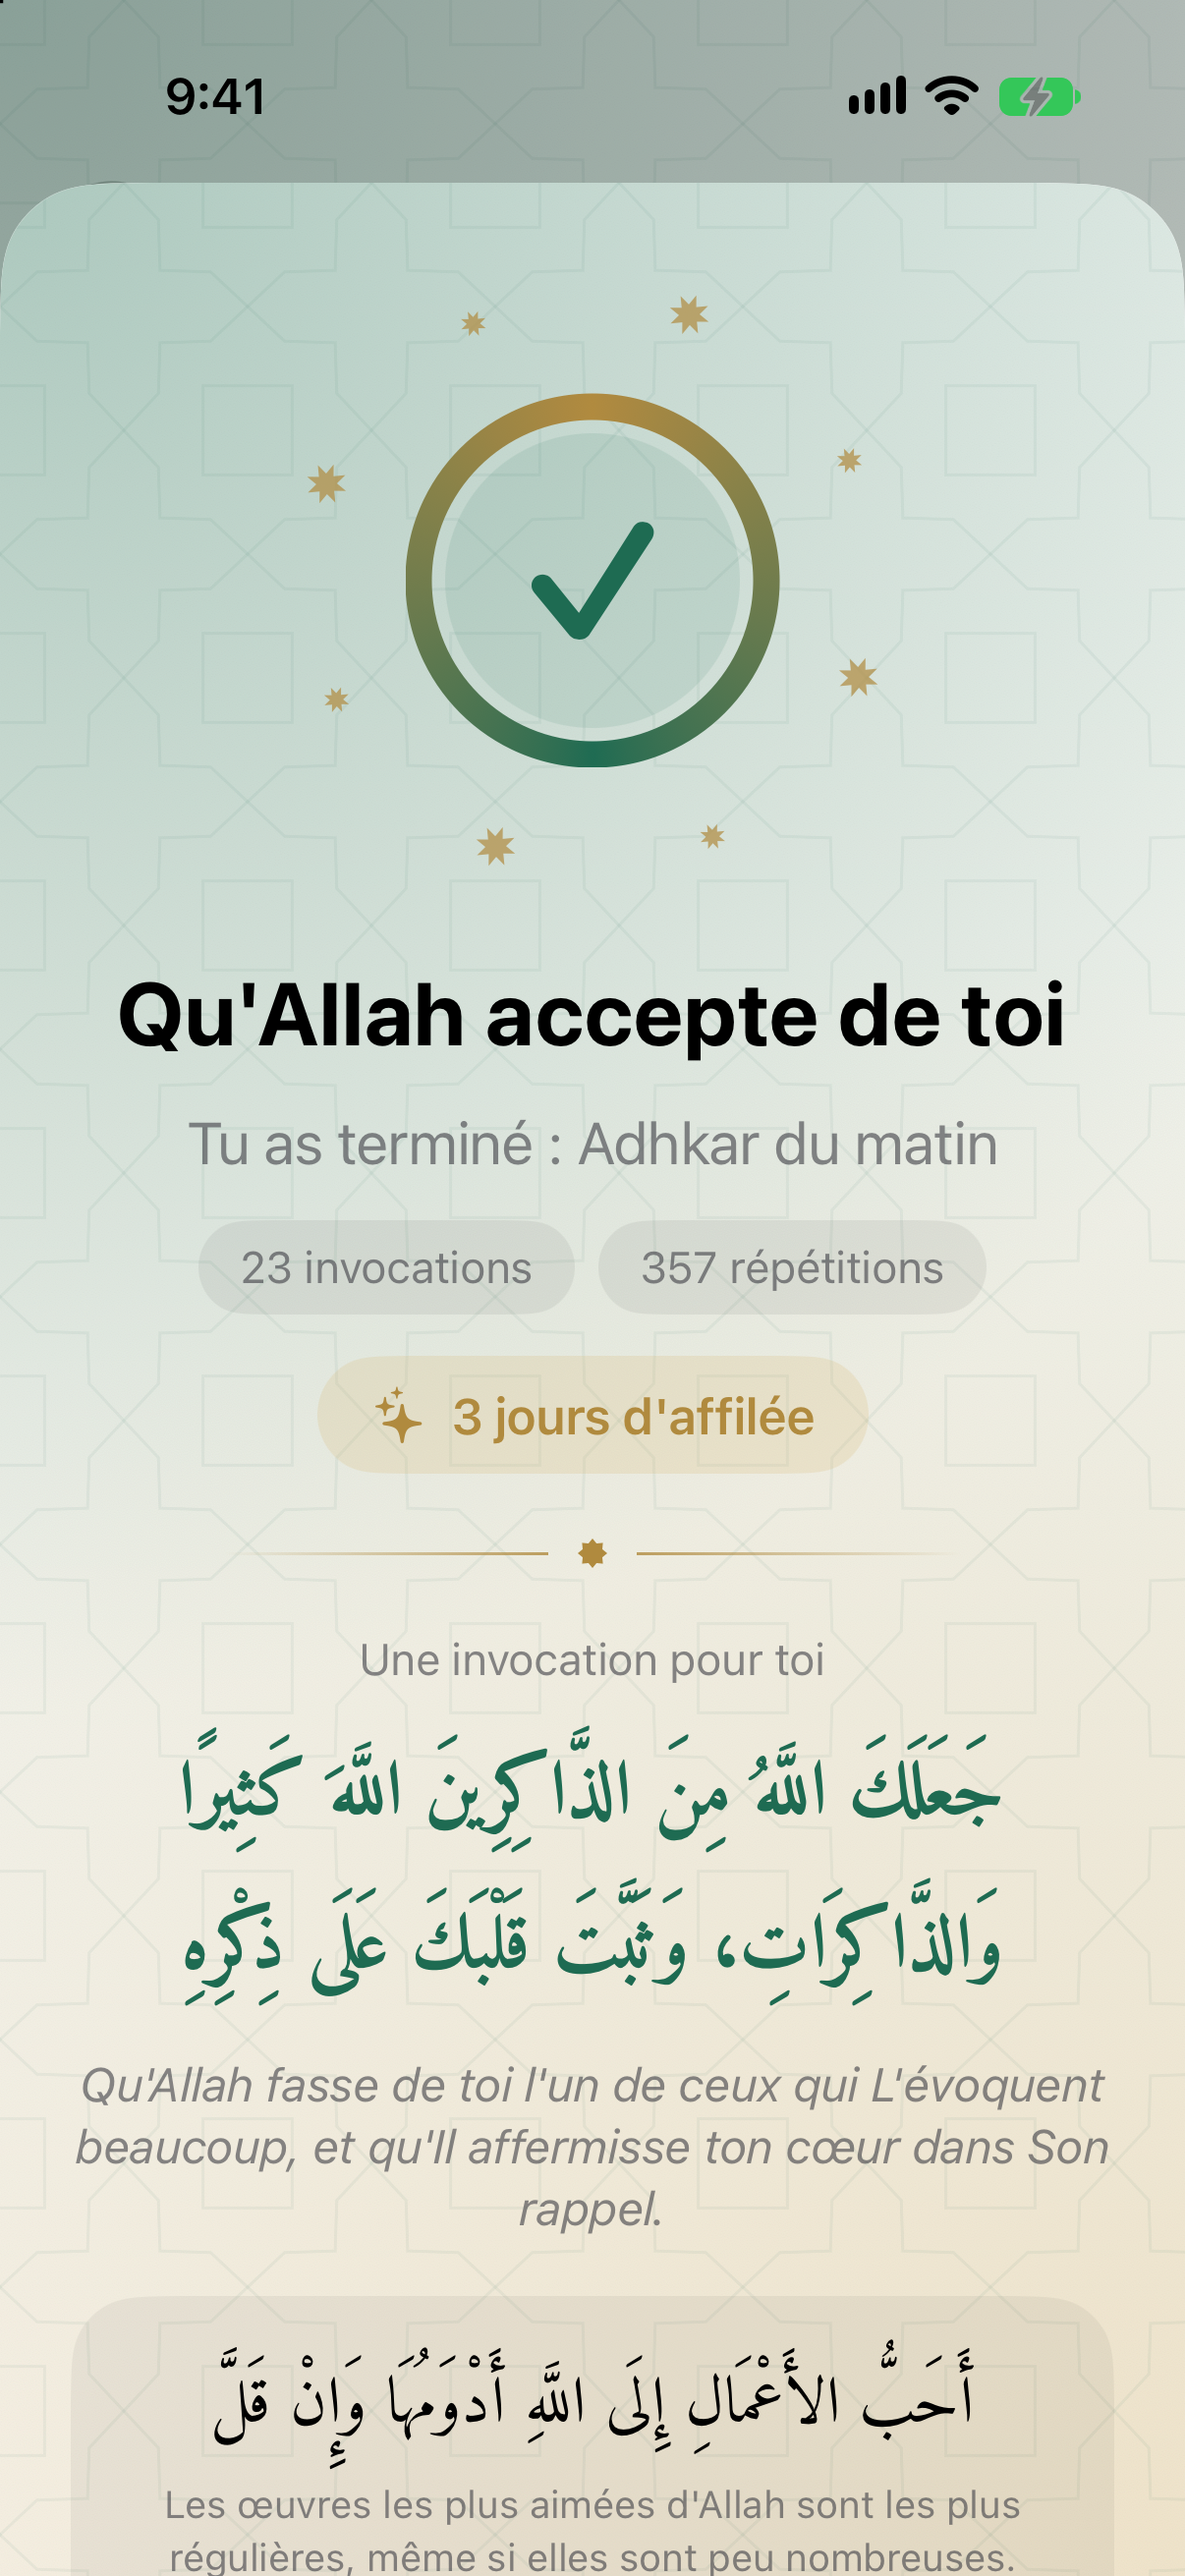 9:41
Qu'Allah accepte de toi
Tu as terminé : Adhkar du matin
23 invocations
357 répétitions
3 jours d'affilée
Une invocation pour toi
جَعَلَكَ اللَّهُ مِنَ الذَّاكِرِينَ اللَّهَ كَثِيرًا
وَالذَّاكِرَاتِ، وَثَبَّتَ قَلْبَكَ عَلَى ذِكْرِهِ
Qu'Allah fasse de toi l'un de ceux qui L'évoquent
beaucoup, et qu'Il affermisse ton cœur dans Son
rappel.
أَحَبُّ الأَعْمَالِ إِلَى اللَّهِ أَدْوَمُهَا وَإِنْ قَلَّ
Les œuvres les plus aimées d'Allah sont les plus
régulières, même si elles sont peu nombreuses.